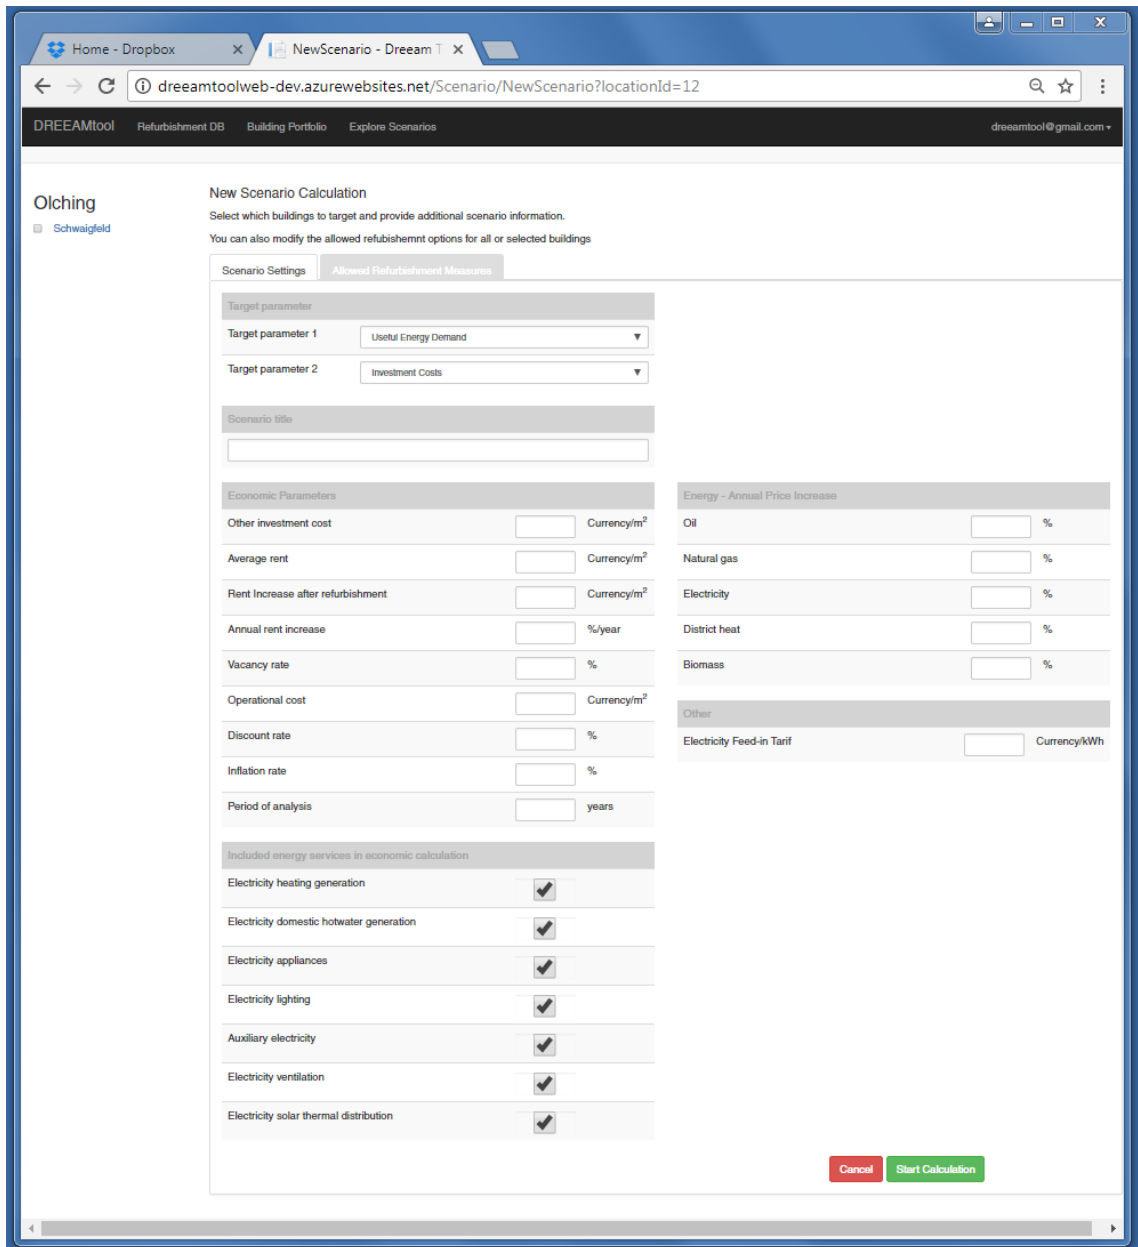 Home - Dropbox
NewScenario - Dreeam T
dreeamtoolweb-dev.azurewebsites.net/Scenario/NewScenario?locationId=12
DREEAMtool Refurbishment DB Building Portfolio Explore Scenarios dreeamtool@gmail.com
Olching
Schwaigfeld
New Scenario Calculation
Select which buildings to target and provide additional scenario information.
You can also modify the allowed refubishemnt options for all or selected buildings
Scenario Settings Allowed Refurbishment Measures
Target parameter
Target parameter 1 Useful Energy Demand
Target parameter 2 Investment Costs
Scenario title
Economic Parameters
Other investment cost Currency/m²
Average rent Currency/m²
Rent Increase after refurbishment Currency/m²
Annual rent increase %/year
Vacancy rate %
Operational cost Currency/m²
Discount rate %
Inflation rate %
Period of analysis years
Energy - Annual Price Increase
Oil %
Natural gas %
Electricity %
District heat %
Biomass %
Other
Electricity Feed-in Tarif Currency/kWh
Included energy services in economic calculation
Electricity heating generation
Electricity domestic hotwater generation
Electricity appliances
Electricity lighting
Auxiliary electricity
Electricity ventilation
Electricity solar thermal distribution
Cancel Start Calculation